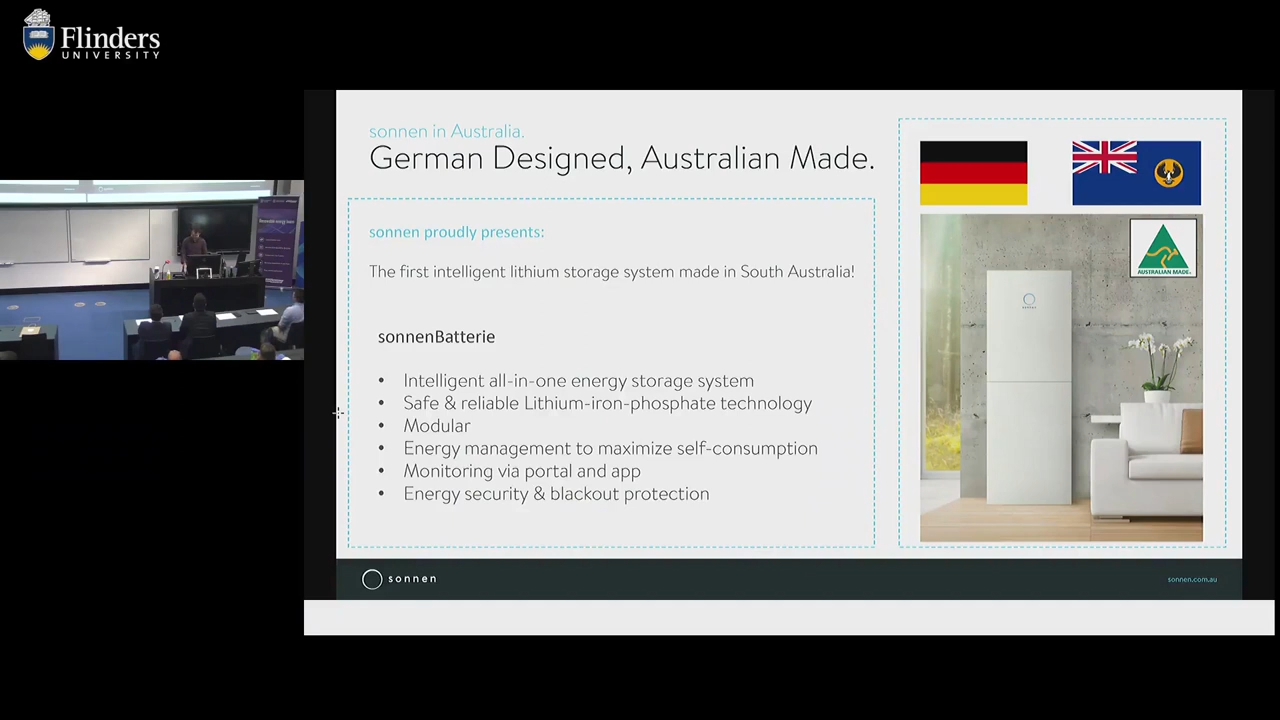 Flinders
UNIVERSITY
sonnen in Australia.
German Designed, Australian Made.
sonnen proudly presents:
The first intelligent lithium storage system made in South Australia!
sonnenBatterie
• Intelligent all-in-one energy storage system
• Safe & reliable Lithium-iron-phosphate technology
• Modular
• Energy management to maximize self-consumption
• Monitoring via portal and app
• Energy security & blackout protection
AUSTRALIAN MADE
sonnen
sonnen
sonnen.com.au